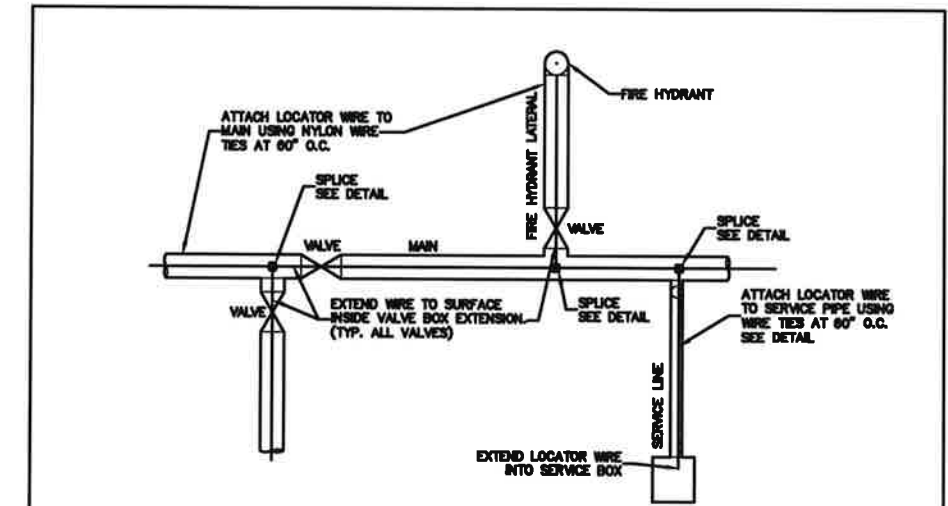 FIRE HYDRANT
ATTACH LOCATOR WIRE TO
MAIN USING NYLON WIRE
TIES AT 60" O.C.
FIRE HYDRANT LATERAL
SPLICE
SEE DETAIL
VALVE
SPLICE
SEE DETAIL
VALVE
MAIN
VALVE
EXTEND WIRE TO SURFACE
INSIDE VALVE BOX EXTENSION.
(TYP. ALL VALVES)
SPLICE
SEE DETAIL
ATTACH LOCATOR WIRE
TO SERVICE PIPE USING
WIRE TIES AT 60" O.C.
SEE DETAIL
SERVICE LINE
EXTEND LOCATOR WIRE
INTO SERVICE BOX